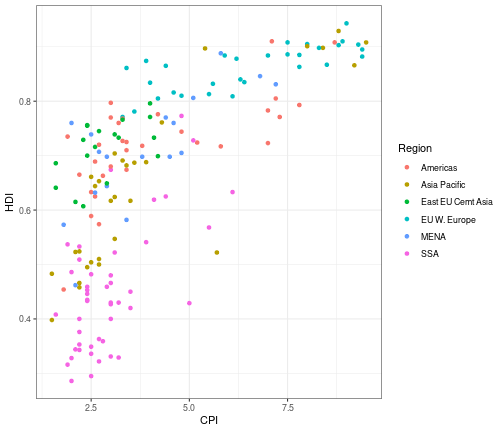 HDI
0.8
0.6
0.4
2.5
5.0
7.5
CPI
Region
Americas
Asia Pacific
East EU Cemt Asia
EU W. Europe
MENA
SSA